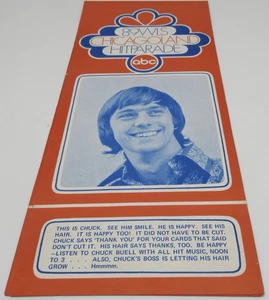 89 WLS
CHICAGOLAND
HIT PARADE
abc
THIS IS CHUCK. SEE HIM SMILE. HE IS HAPPY. SEE HIS
HAIR. IT IS HAPPY TOO! IT DID NOT HAVE TO BE CUT.
CHUCK SAYS "THANK YOU" FOR YOUR CARDS THAT SAID
DON'T CUT IT. HIS HAIR SAYS THANKS, TOO. BE HAPPY
—LISTEN TO CHUCK BUELL WITH ALL HIT MUSIC, NOON
TO 3 . . . . ALSO, CHUCK'S BOSS IS LETTING HIS HAIR
GROW . . . . Hmmmm.